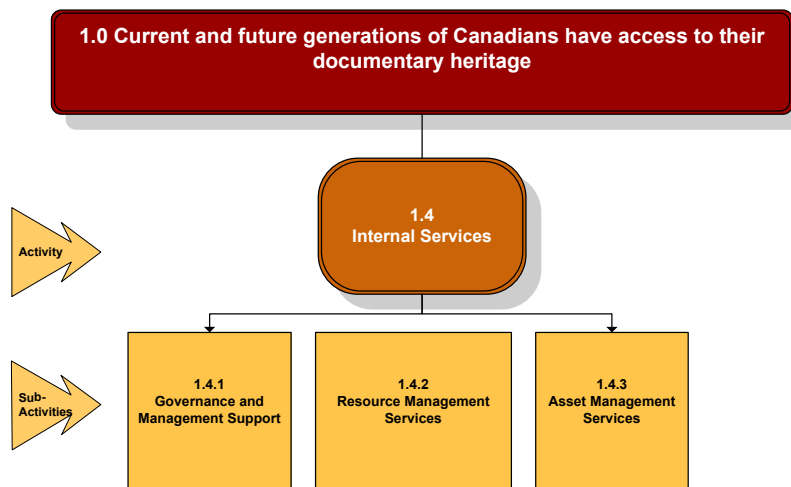 1.0 Current and future generations of Canadians have access to their
documentary heritage
1.4
Internal Services
Activity
1.4.1
Governance and
Management Support
1.4.2
Resource Management
Services
1.4.3
Asset Management
Services
Sub-
Activities